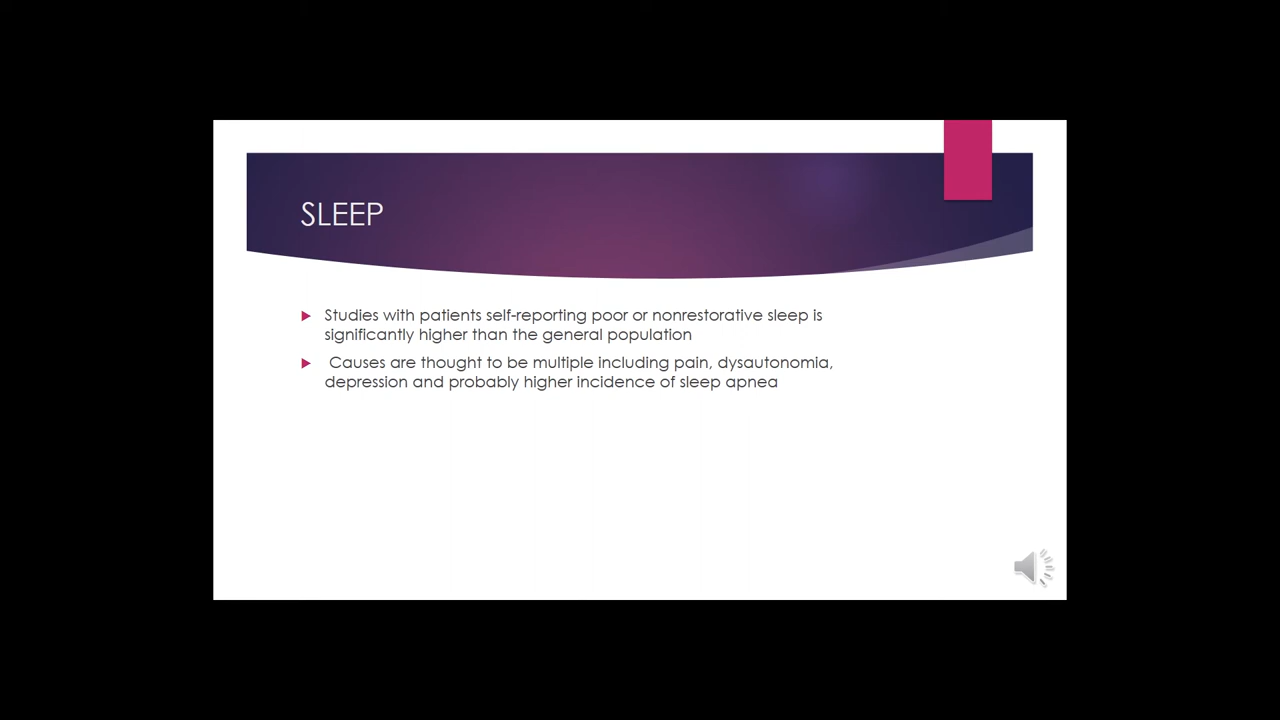 SLEEP
Studies with patients self-reporting poor or nonrestorative sleep is
significantly higher than the general population
Causes are thought to be multiple including pain, dysautonomia,
depression and probably higher incidence of sleep apnea